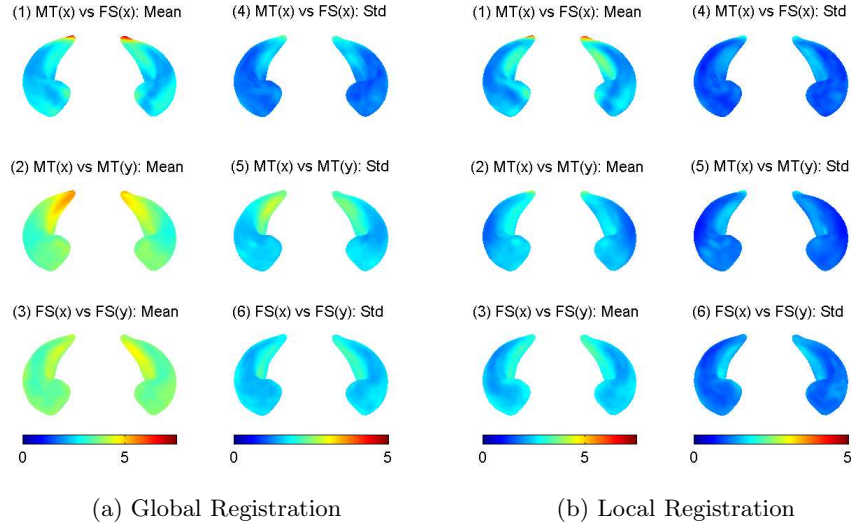 (1) MT(x) vs FS(x): Mean
(4) MT(x) vs FS(x): Std
(2) MT(x) vs MT(y): Mean
(5) MT(x) vs MT(y): Std
(3) FS(x) vs FS(y): Mean
(6) FS(x) vs FS(y): Std
0 5
0 5
(a) Global Registration
(1) MT(x) vs FS(x): Mean
(4) MT(x) vs FS(x): Std
(2) MT(x) vs MT(y): Mean
(5) MT(x) vs MT(y): Std
(3) FS(x) vs FS(y): Mean
(6) FS(x) vs FS(y): Std
0 5
0 5
(b) Local Registration